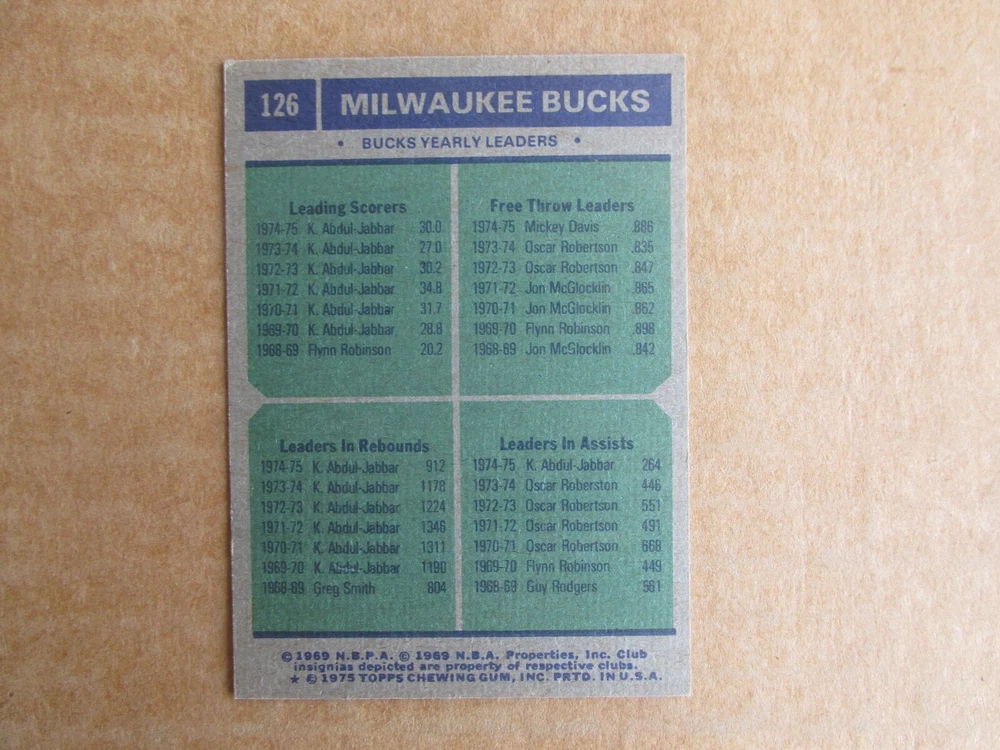 126 MILWAUKEE BUCKS
• BUCKS YEARLY LEADERS •
Leading Scorers
1974-75 K. Abdul-Jabbar 30.0
1973-74 K. Abdul-Jabbar 27.0
1972-73 K. Abdul-Jabbar 30.2
1971-72 K. Abdul-Jabbar 34.8
1970-71 K. Abdul-Jabbar 31.7
1969-70 K. Abdul-Jabbar 28.8
1968-69 Flynn Robinson 20.2
Free Throw Leaders
1974-75 Mickey Davis .886
1973-74 Oscar Robertson .835
1972-73 Oscar Robertson .847
1971-72 Jon McGlocklin .865
1970-71 Jon McGlocklin .862
1969-70 Flynn Robinson .898
1968-69 Jon McGlocklin .842
Leaders In Rebounds
1974-75 K. Abdul-Jabbar 912
1973-74 K. Abdul-Jabbar 1178
1972-73 K. Abdul-Jabbar 1224
1971-72 K. Abdul-Jabbar 1346
1970-71 K. Abdul-Jabbar 1311
1969-70 K. Abdul-Jabbar 1190
1968-69 Greg Smith 804
Leaders In Assists
1974-75 K. Abdul-Jabbar 264
1973-74 Oscar Roberston 446
1972-73 Oscar Robertson 551
1971-72 Oscar Robertson 491
1970-71 Oscar Robertson 668
1969-70 Flynn Robinson 449
1968-69 Guy Rodgers 561
© 1969 N.B.P.A. © 1969 N.B.A. Properties, Inc. Club
insignias depicted are property of respective clubs.
★ © 1975 TOPPS CHEWING GUM, INC. PRTD. IN U.S.A.